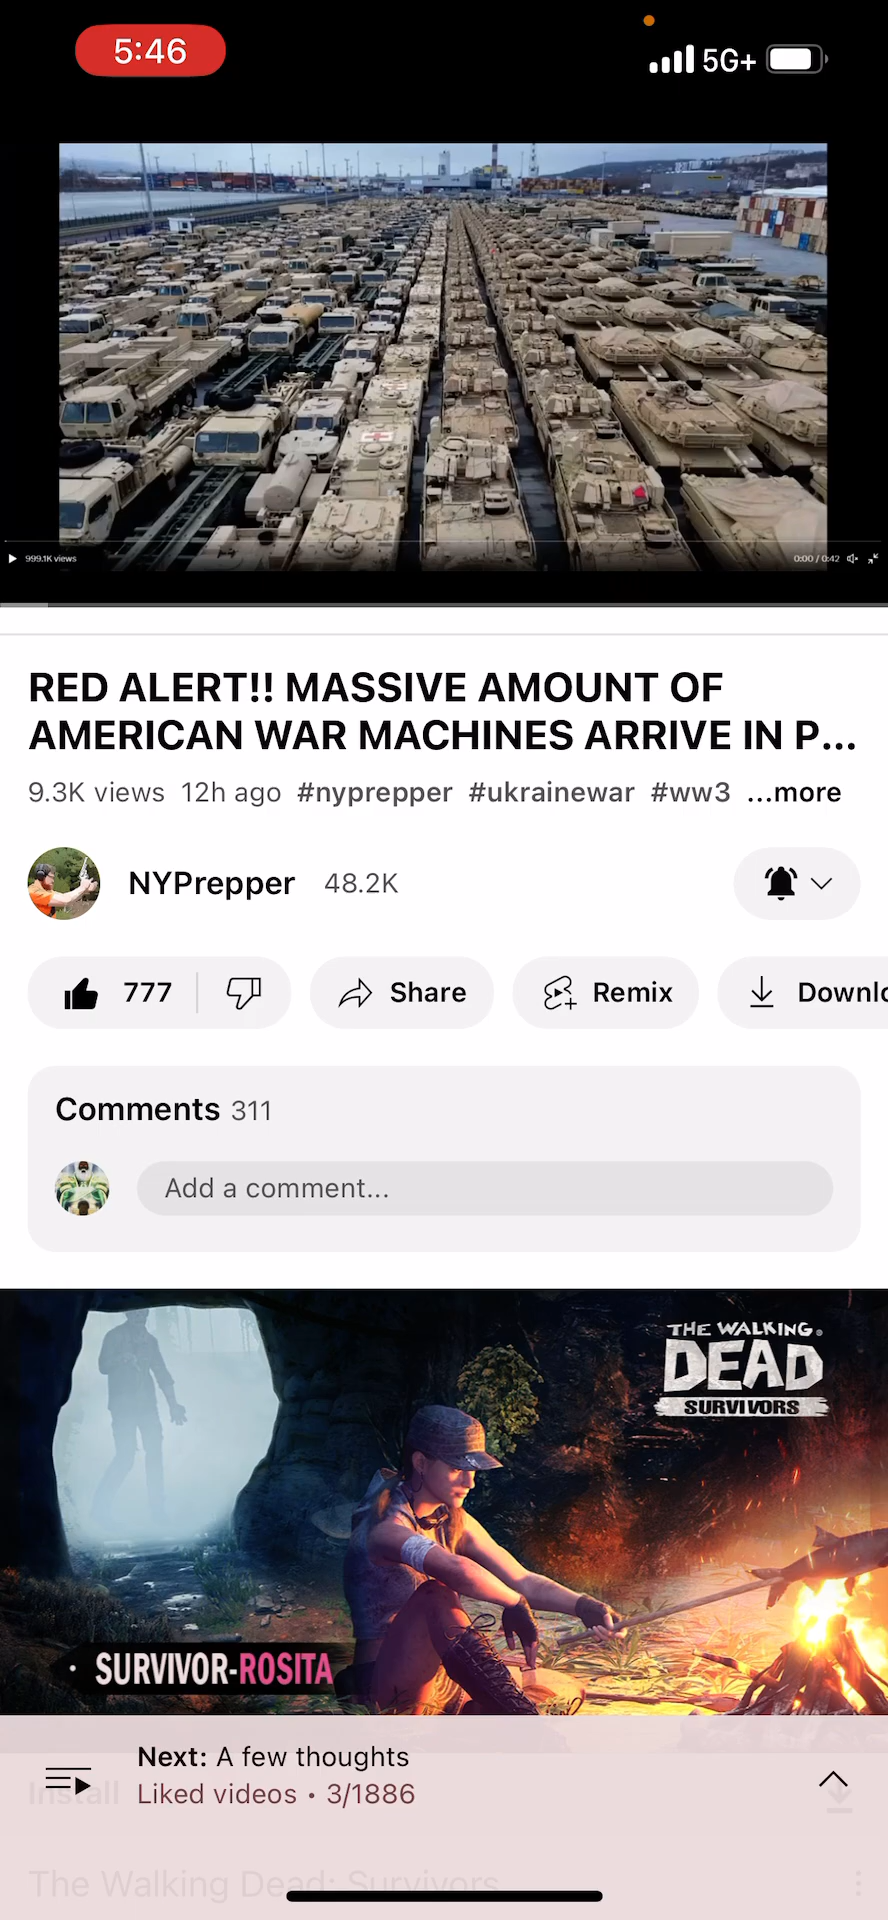 5:46
5G+
999.1K views
0:00 / 0:42
RED ALERT!! MASSIVE AMOUNT OF
AMERICAN WAR MACHINES ARRIVE IN P...
9.3K views 12h ago #nyprepper #ukrainewar #ww3 ...more
NYPrepper 48.2K
777
Share
Remix
Downlo
Comments 311
Add a comment...
THE WALKING
DEAD
SURVIVORS
SURVIVOR-ROSITA
Next: A few thoughts
Install
Liked videos • 3/1886
The Walking Dead: Survivors